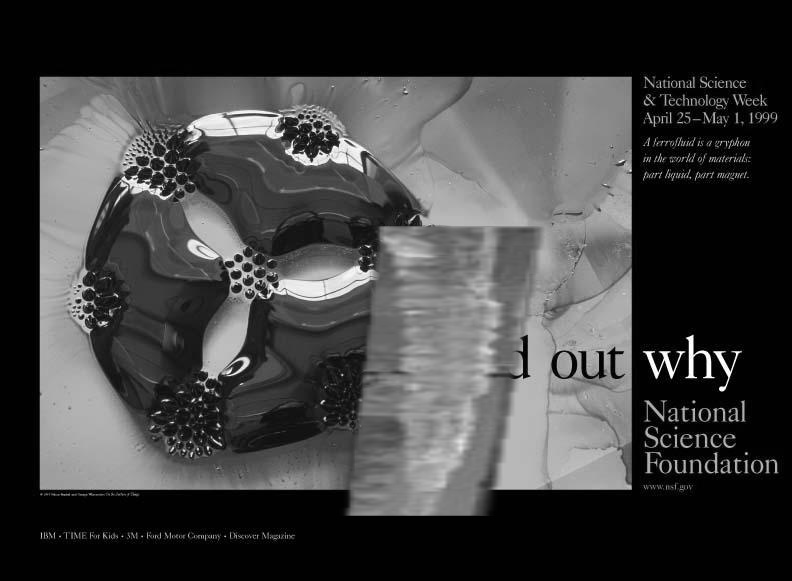 National Science
& Technology Week
April 25–May 1, 1999
A ferrofluid is a gryphon
in the world of materials:
part liquid, part magnet.
d out why
National
Science
Foundation
www.nsf.gov
IBM • TIME For Kids • 3M • Ford Motor Company • Discover Magazine